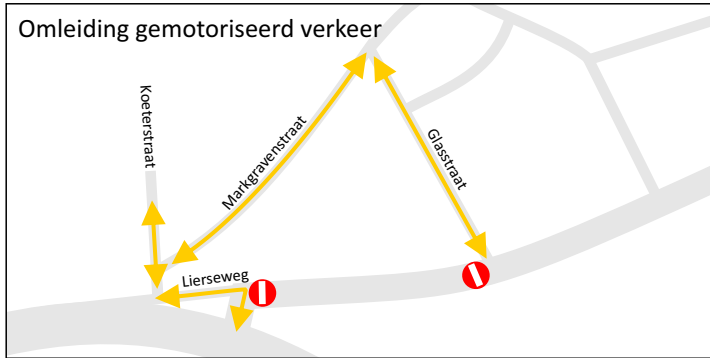 Omleiding gemotoriseerd verkeer
Koeterstraat
Markgravenstraat
Glasstraat
Lierseweg